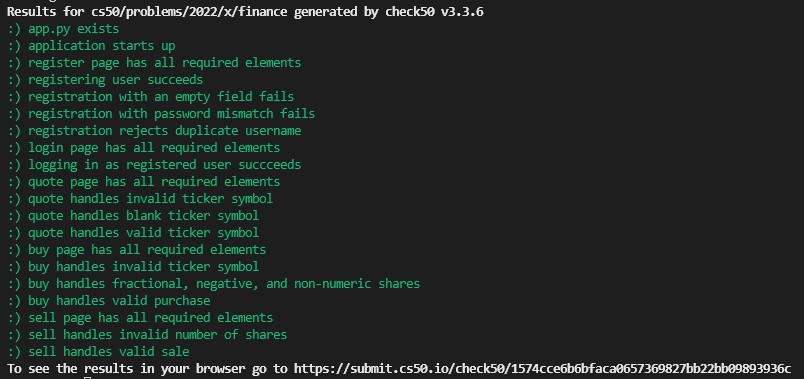 Results for cs50/problems/2022/x/finance generated by check50 v3.3.6
:) app.py exists
:) application starts up
:) register page has all required elements
:) registering user succeeds
:) registration with an empty field fails
:) registration with password mismatch fails
:) registration rejects duplicate username
:) login page has all required elements
:) logging in as registered user succceeds
:) quote page has all required elements
:) quote handles invalid ticker symbol
:) quote handles blank ticker symbol
:) quote handles valid ticker symbol
:) buy page has all required elements
:) buy handles invalid ticker symbol
:) buy handles fractional, negative, and non-numeric shares
:) buy handles valid purchase
:) sell page has all required elements
:) sell handles invalid number of shares
:) sell handles valid sale
To see the results in your browser go to https://submit.cs50.io/check50/1574cce6b6bfaca0657369827bb22bb09893936c